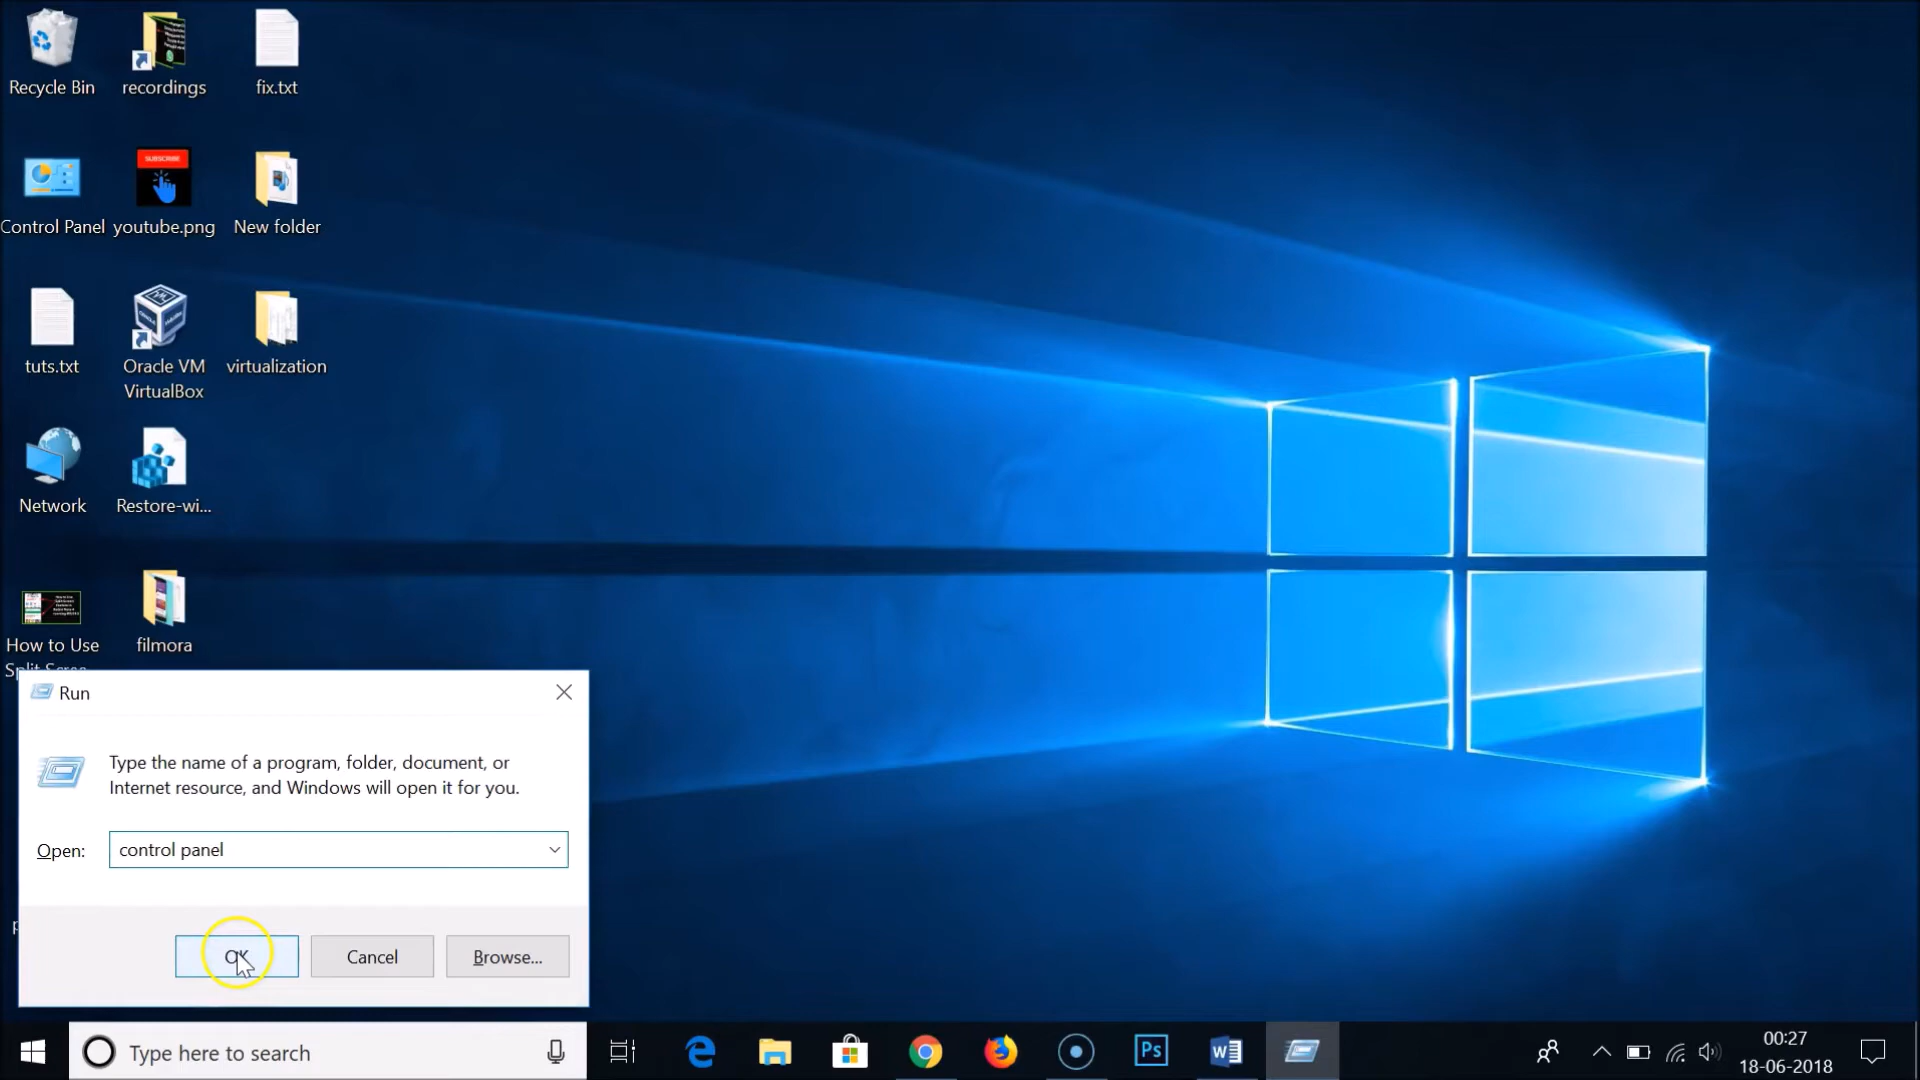 Recycle Bin
recordings
fix.txt
SUBSCRIBE
Control Panel
youtube.png
New folder
tuts.txt
Oracle VM
VirtualBox
virtualization
Network
Restore-wi...
How to Use
Split Scree...
filmora
Run
Type the name of a program, folder, document, or
Internet resource, and Windows will open it for you.
Open:
control panel
OK
Cancel
Browse...
Type here to search
Ps
00:27
18-06-2018